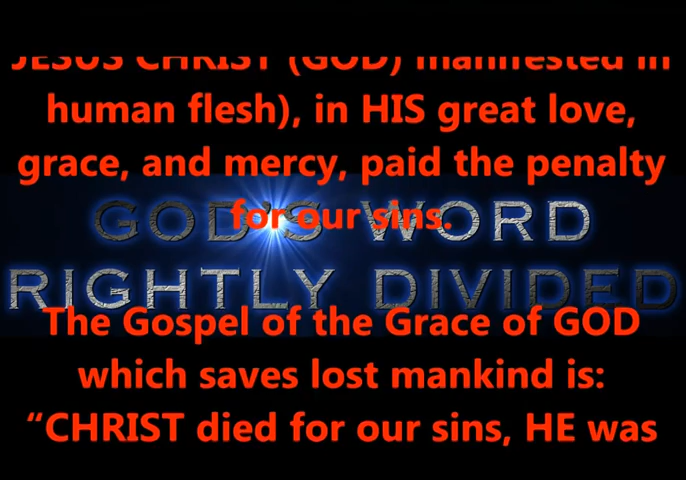 JESUS CHRIST (GOD) manifested in
human flesh), in HIS great love,
grace, and mercy, paid the penalty
for our sins.
GOD'S WORD
RIGHTLY DIVIDED
The Gospel of the Grace of GOD
which saves lost mankind is:
“CHRIST died for our sins, HE was